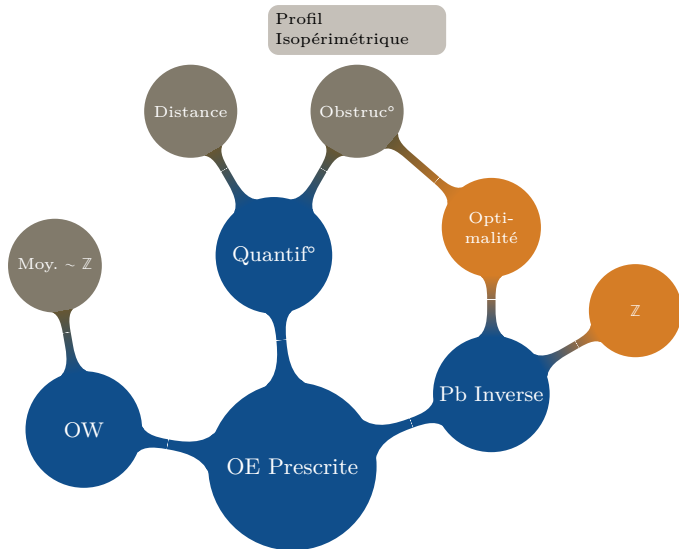 Profil
Isopérimétrique
Distance
Obstruc°
Opti-
malité
Quantif°
Moy. ~ ℤ
ℤ
Pb Inverse
OW
OE Prescrite